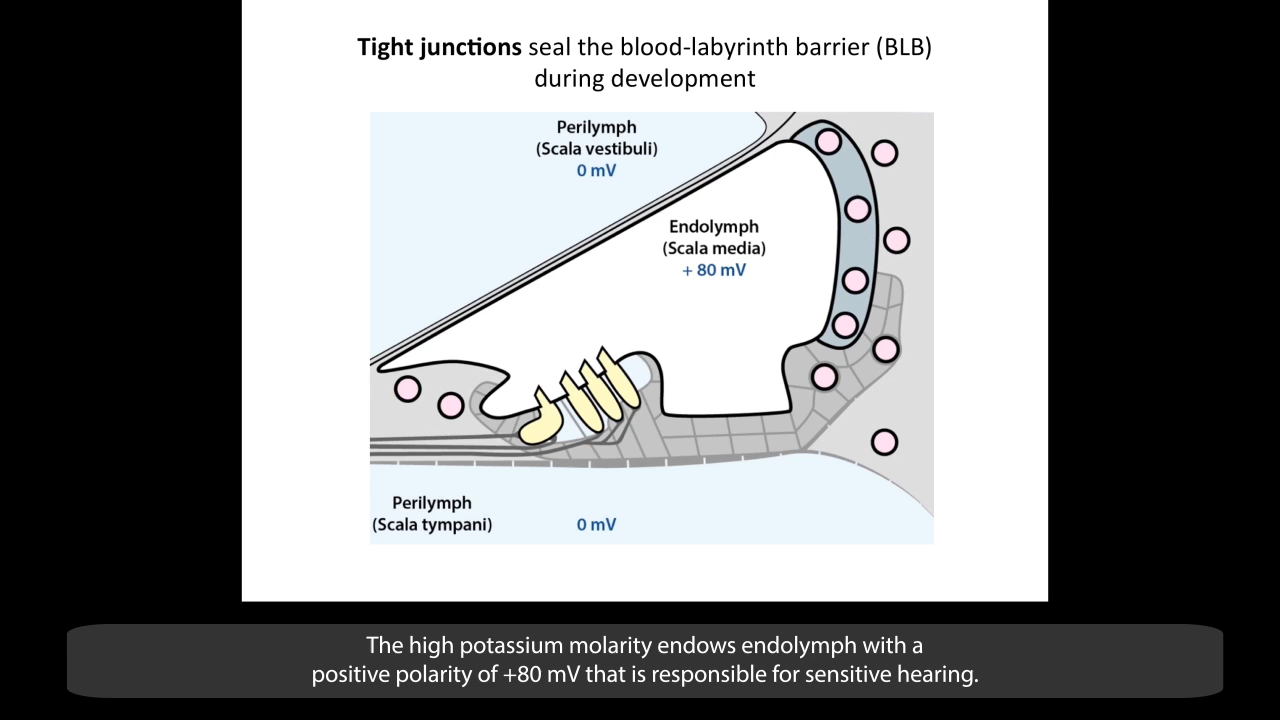 Tight junctions seal the blood-labyrinth barrier (BLB)
during development
Perilymph
(Scala vestibuli)
0 mV
Endolymph
(Scala media)
+ 80 mV
Perilymph
(Scala tympani)
0 mV
The high potassium molarity endows endolymph with a
positive polarity of +80 mV that is responsible for sensitive hearing.